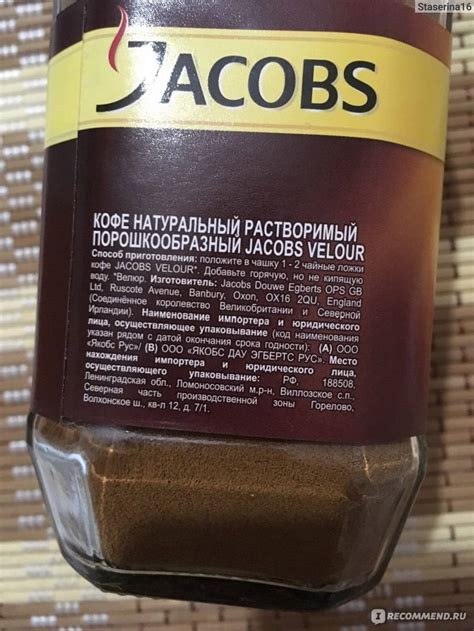 Staserina16
JACOBS
КОФЕ НАТУРАЛЬНЫЙ РАСТВОРИМЫЙ
ПОРОШКООБРАЗНЫЙ JACOBS VELOUR
Способ приготовления: положите в чашку 1 - 2 чайные ложки
кофе JACOBS VELOUR*. Добавьте горячую, но не кипящую
воду. *Велюр. Изготовитель: Jacobs Douwe Egberts OPS GB
Ltd, Ruscote Avenue, Banbury, Oxon, OX16 2QU, England
(Соединённое королевство Великобритании и Северной
Ирландии). Наименование импортера и юридического
лица, осуществляющее упаковывание (код наименования
указан рядом с датой окончания срока годности): (А) ООО
«Якобс Рус»/ (В) ООО «ЯКОБС ДАУ ЭГБЕРТС РУС». Место
нахождения импортера и юридического лица,
осуществляющего упаковывание: РФ, 188508,
Ленинградская обл., Ломоносовский м.р-н, Виллозское с.п.,
Северная часть производственной зоны Горелово,
Волхонское ш., кв-л 12, д. 7/1.
IRECOMMEND.RU